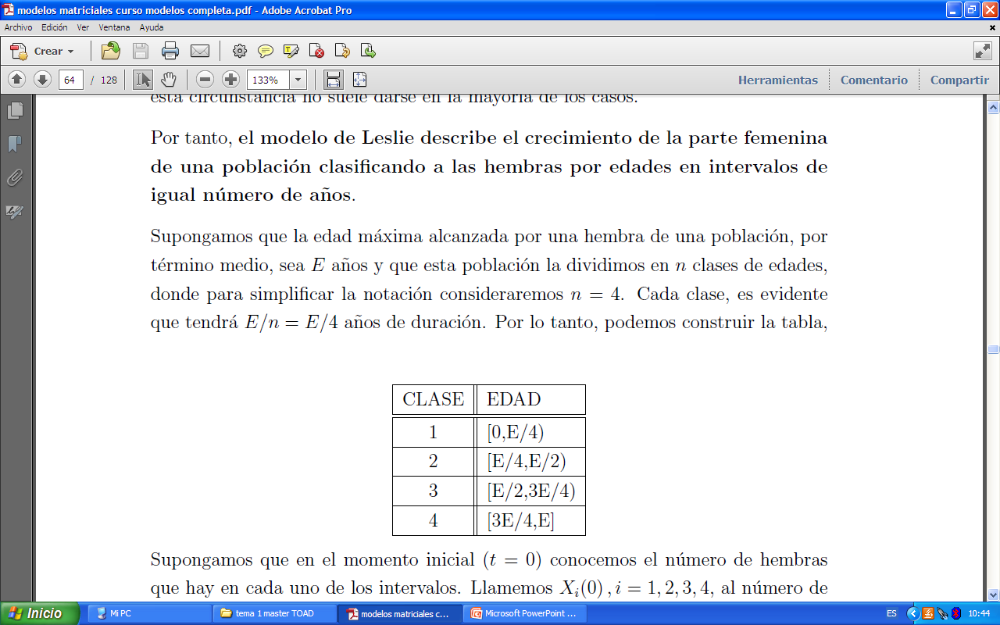 modelos matriciales curso modelos completa.pdf - Adobe Acrobat Pro
Archivo Edición Ver Ventana Ayuda
Crear
64 / 128 133% Herramientas Comentario Compartir
esta circunstancia no suele darse en la mayoría de los casos.
Por tanto, el modelo de Leslie describe el crecimiento de la parte femenina
de una población clasificando a las hembras por edades en intervalos de
igual número de años.
Supongamos que la edad máxima alcanzada por una hembra de una población, por
término medio, sea E años y que esta población la dividimos en n clases de edades,
donde para simplificar la notación consideraremos n = 4. Cada clase, es evidente
que tendrá E/n = E/4 años de duración. Por lo tanto, podemos construir la tabla,
CLASE EDAD
1 [0,E/4)
2 [E/4,E/2)
3 [E/2,3E/4)
4 [3E/4,E]
Supongamos que en el momento inicial (t = 0) conocemos el número de hembras
que hay en cada uno de los intervalos. Llamemos Xi(0) , i = 1, 2, 3, 4, al número de
Inicio Mi PC tema 1 master TOAD modelos matriciales c... Microsoft PowerPoint ... ES 10:44